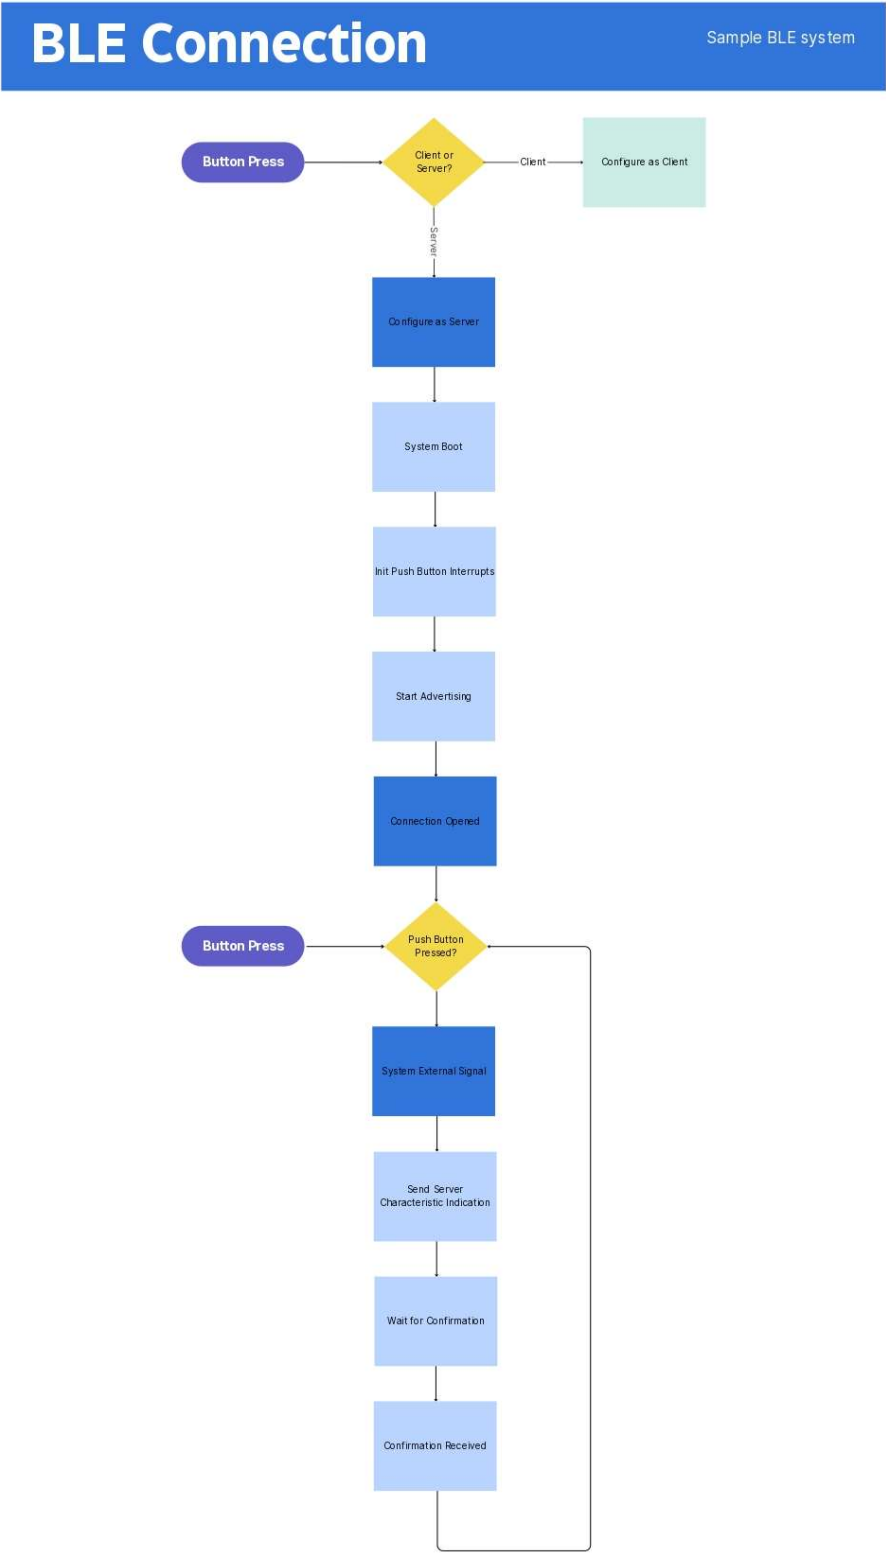 BLE Connection
Sample BLE system
Button Press
Client or
Server?
Client
Configure as Client
Server
Configure as Server
System Boot
Init Push Button Interrupts
Start Advertising
Connection Opened
Button Press
Push Button
Pressed?
System External Signal
Send Server
Characteristic Indication
Wait for Confirmation
Confirmation Received